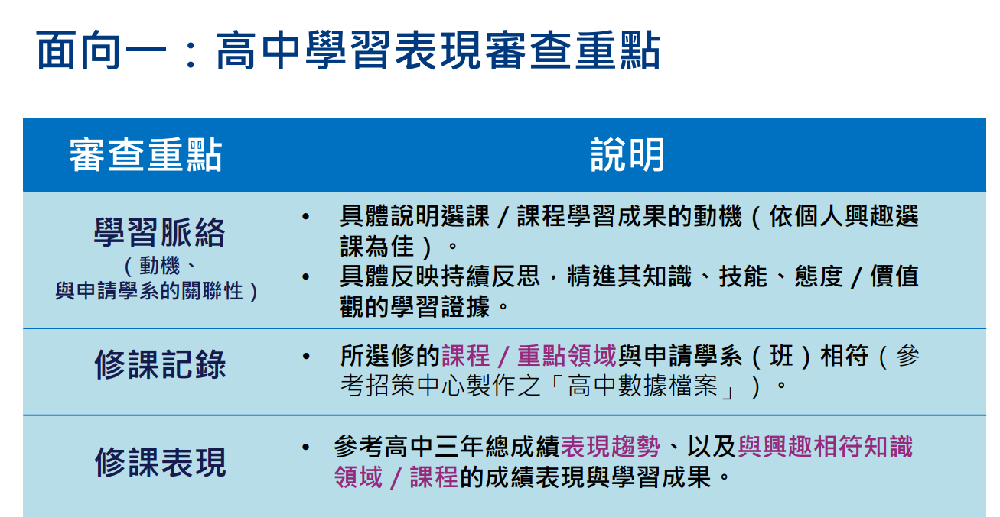 面向一：高中學習表現審查重點
審查重點
說明
學習脈絡
（動機、
與申請學系的關聯性）
• 具體說明選課／課程學習成果的動機（依個人興趣選
課為佳）。
• 具體反映持續反思，精進其知識、技能、態度／價值
觀的學習證據。
修課記錄
• 所選修的課程／重點領域與申請學系（班）相符（參
考招策中心製作之「高中數據檔案」）。
修課表現
• 參考高中三年總成績表現趨勢、以及與興趣相符知識
領域／課程的成績表現與學習成果。